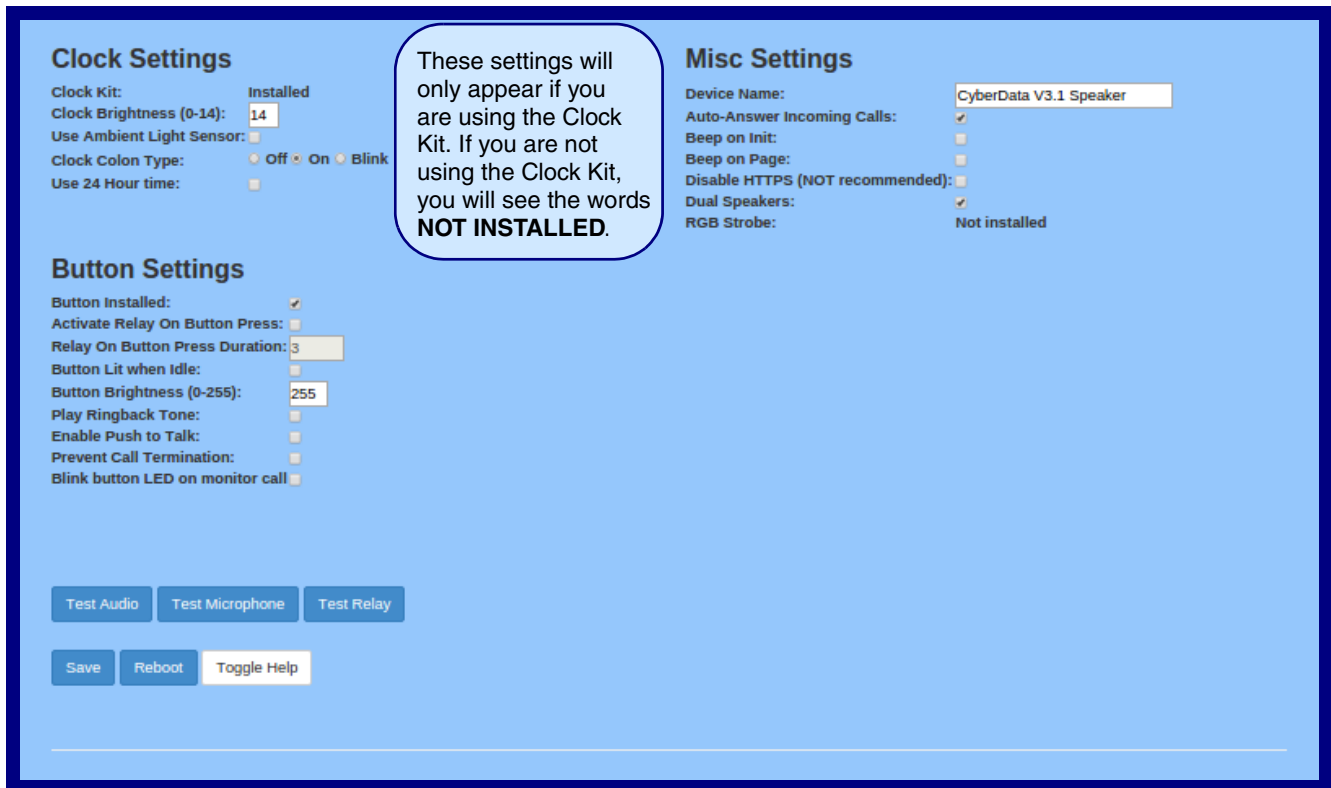 Clock Settings
Clock Kit: Installed
Clock Brightness (0-14): 14
Use Ambient Light Sensor:
Clock Colon Type: Off On Blink
Use 24 Hour time:
These settings will
only appear if you
are using the Clock
Kit. If you are not
using the Clock Kit,
you will see the words
NOT INSTALLED.
Misc Settings
Device Name: CyberData V3.1 Speaker
Auto-Answer Incoming Calls:
Beep on Init:
Beep on Page:
Disable HTTPS (NOT recommended):
Dual Speakers:
RGB Strobe: Not installed
Button Settings
Button Installed:
Activate Relay On Button Press:
Relay On Button Press Duration: 3
Button Lit when Idle:
Button Brightness (0-255): 255
Play Ringback Tone:
Enable Push to Talk:
Prevent Call Termination:
Blink button LED on monitor call
Test Audio Test Microphone Test Relay
Save Reboot Toggle Help